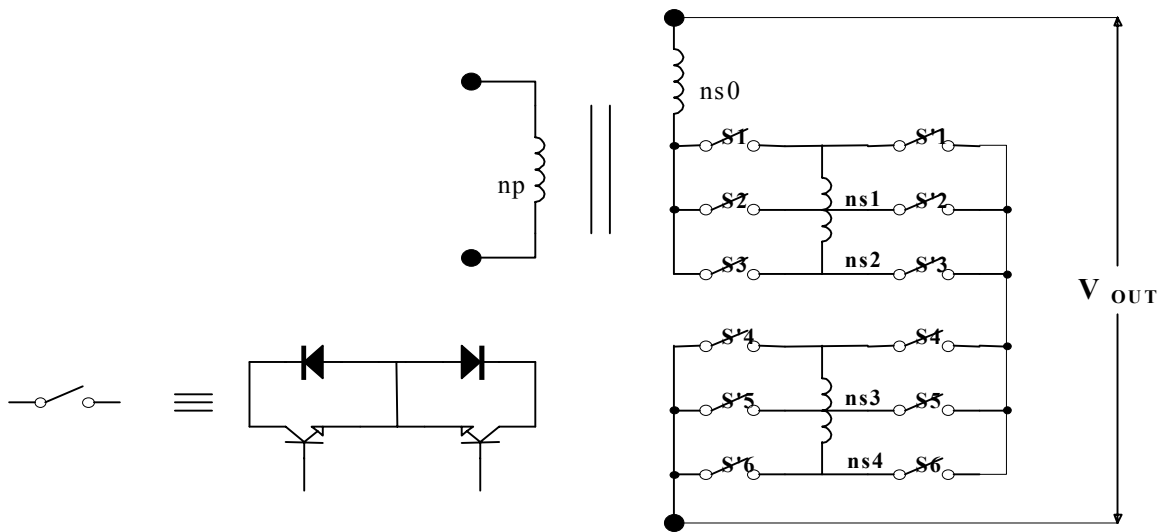 ns0
S1 S'1
np
S2 ns1 S'2
S3 ns2 S'3
V OUT
S'4 S4
S'5 ns3 S5
S'6 ns4 S6